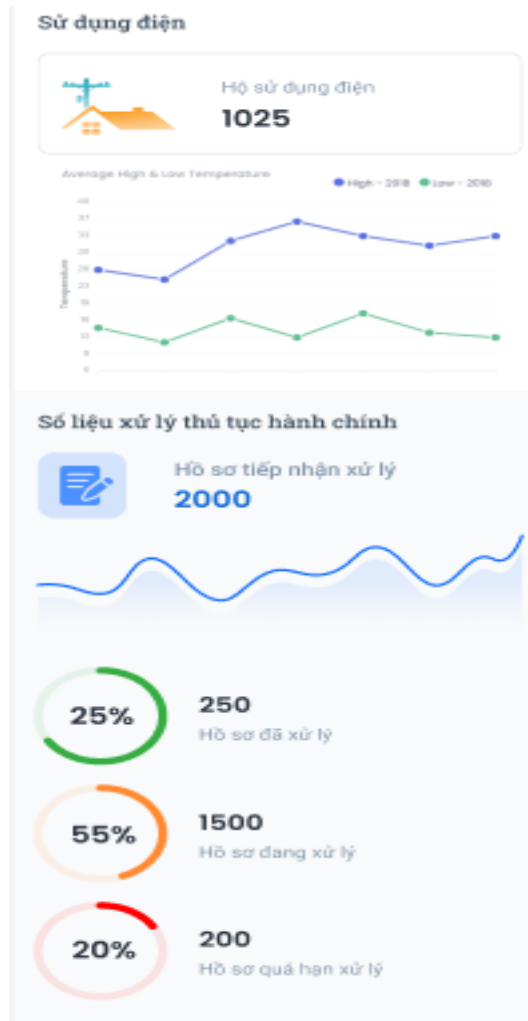 Sử dụng điện
Hộ sử dụng điện
1025
Average High & Low Temperature
High - 2018
Low - 2018
Temperature
Số liệu xử lý thủ tục hành chính
Hồ sơ tiếp nhận xử lý
2000
25%
250
Hồ sơ đã xử lý
55%
1500
Hồ sơ đang xử lý
20%
200
Hồ sơ quá hạn xử lý